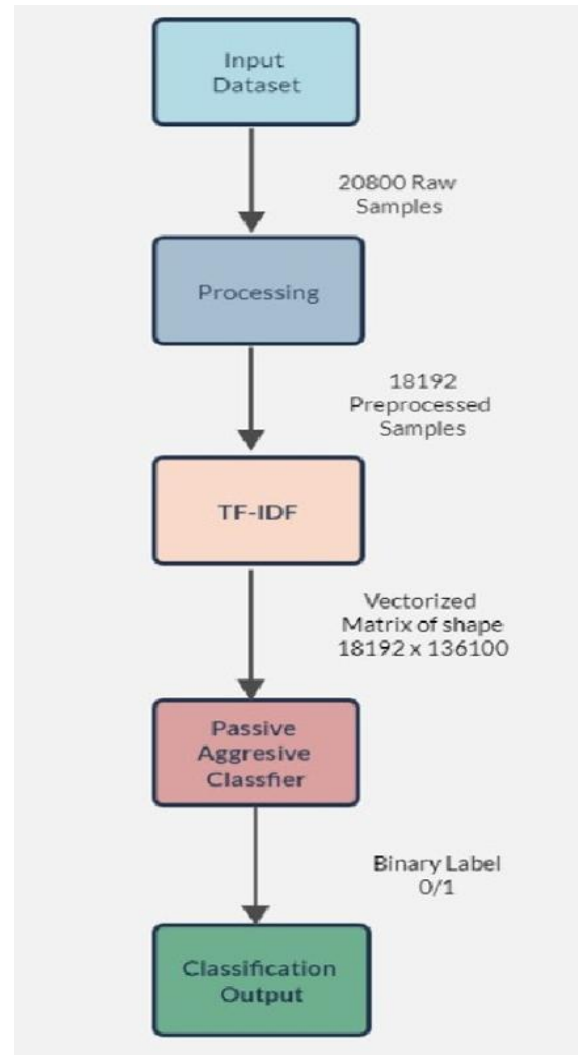 Input
Dataset
20800 Raw
Samples
Processing
18192
Preprocessed
Samples
TF-IDF
Vectorized
Matrix of shape
18192 x 136100
Passive
Aggresive
Classfier
Binary Label
0/1
Classification
Output